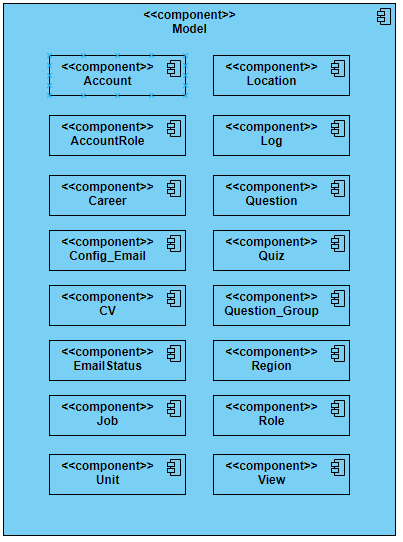 <<component>>
Model
<<component>>
Account
<<component>>
Location
<<component>>
AccountRole
<<component>>
Log
<<component>>
Career
<<component>>
Question
<<component>>
Config_Email
<<component>>
Quiz
<<component>>
CV
<<component>>
Question_Group
<<component>>
EmailStatus
<<component>>
Region
<<component>>
Job
<<component>>
Role
<<component>>
Unit
<<component>>
View